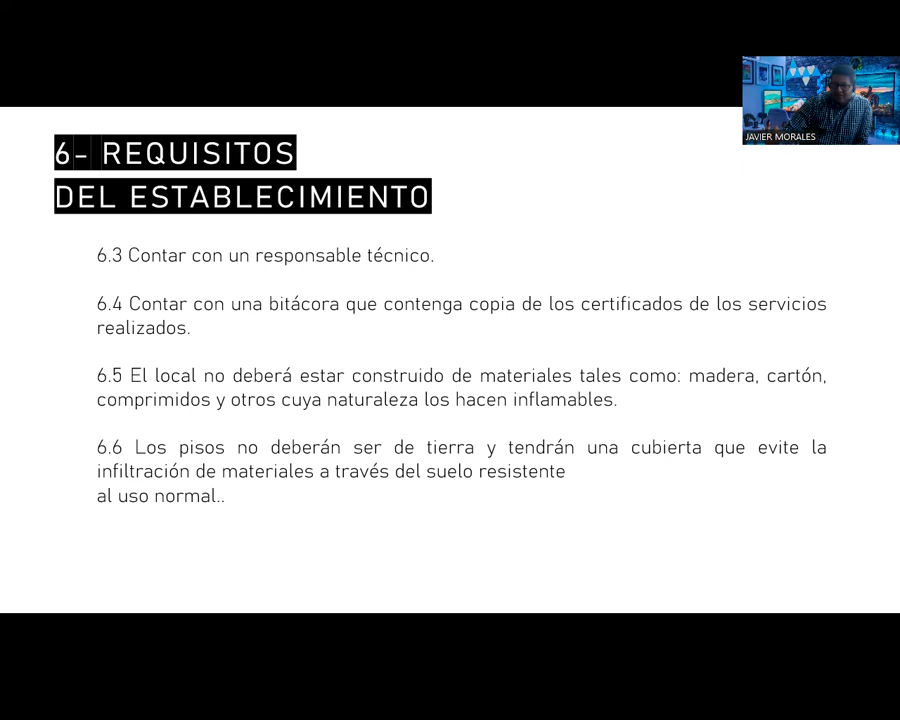 JAVIER MORALES
6- REQUISITOS
DEL ESTABLECIMIENTO
6.3 Contar con un responsable técnico.
6.4 Contar con una bitácora que contenga copia de los certificados de los servicios
realizados.
6.5 El local no deberá estar construido de materiales tales como: madera, cartón,
comprimidos y otros cuya naturaleza los hacen inflamables.
6.6 Los pisos no deberán ser de tierra y tendrán una cubierta que evite la
infiltración de materiales a través del suelo resistente
al uso normal..